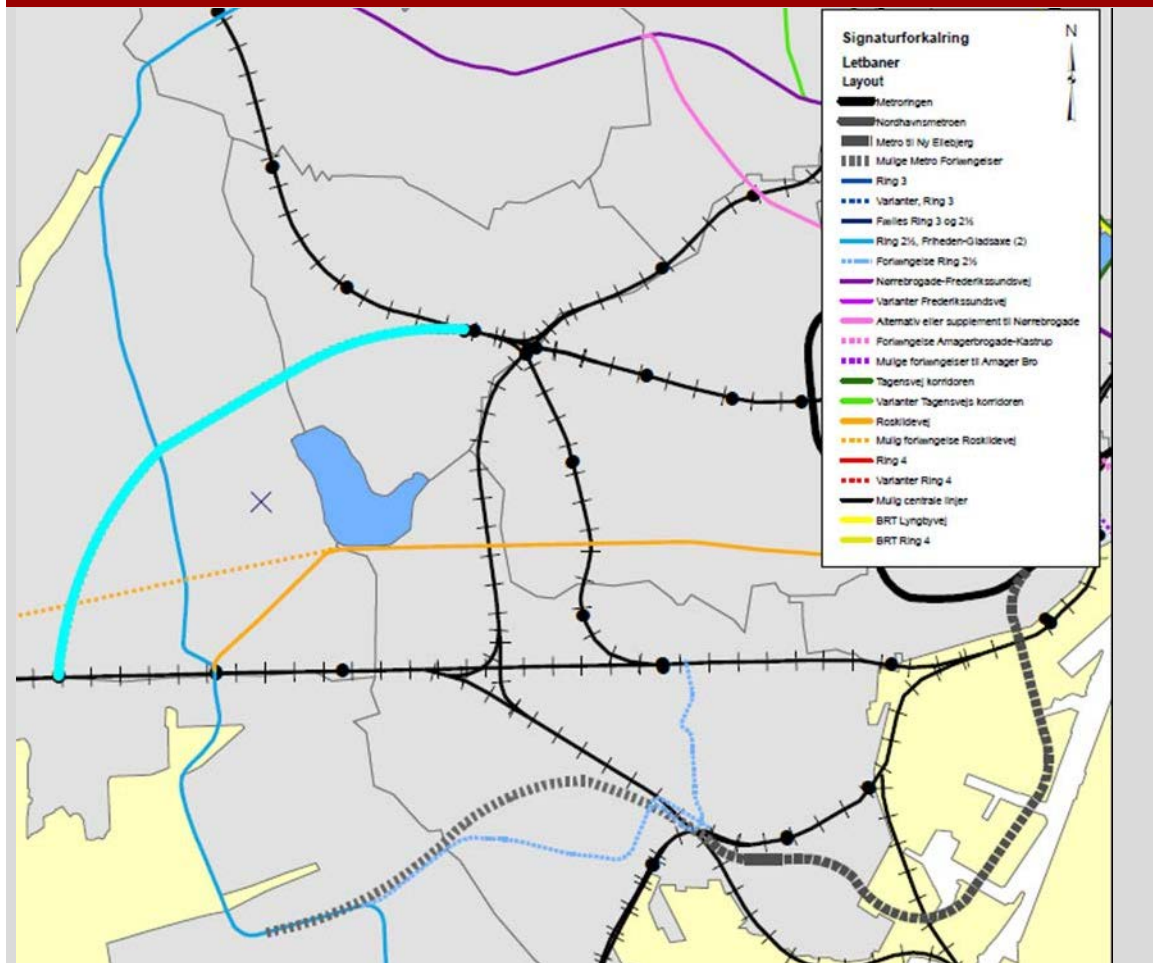 Signaturforkalring
N
Letbaner
Layout
Metroringen
Nordhavnsmetroen
Metro til Ny Ellebjerg
Mulige Metro Forlængelser
Ring 3
Varianter, Ring 3
Fælles Ring 3 og 2½
Ring 2½, Friheden-Gladsaxe (2)
Forlængelse Ring 2½
Nørrebrogade-Frederikssundsvej
Varianter Frederikssundsvej
Alternativ eller supplement til Nørrebrogade
Forlængelse Amagerbrogade-Kastrup
Mulige forlængelser til Amager Bro
Tagensvej korridoren
Varianter Tagensvejs korridoren
Roskildevej
Mulig forlængelse Roskildevej
Ring 4
Varianter Ring 4
Mulig centrale linjer
BRT Lyngbyvej
BRT Ring 4